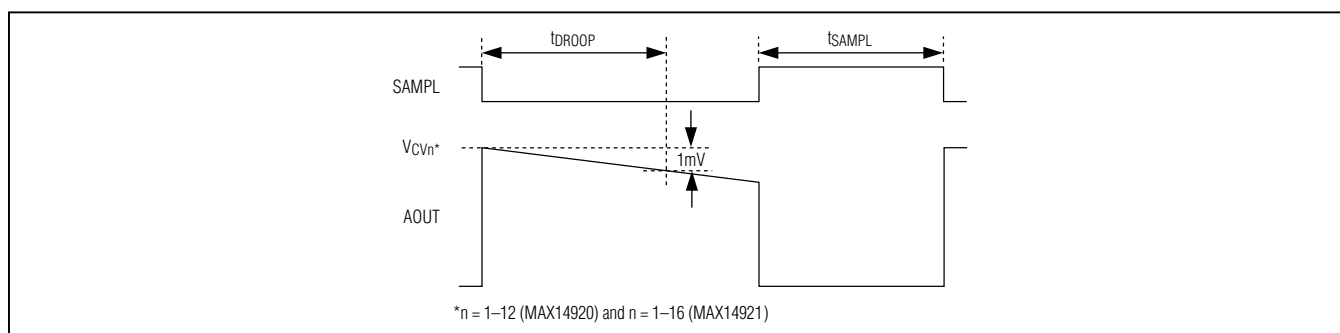 tDROOP
tSAMPL
SAMPL
VCVn*
1mV
AOUT
*n = 1–12 (MAX14920) and n = 1–16 (MAX14921)